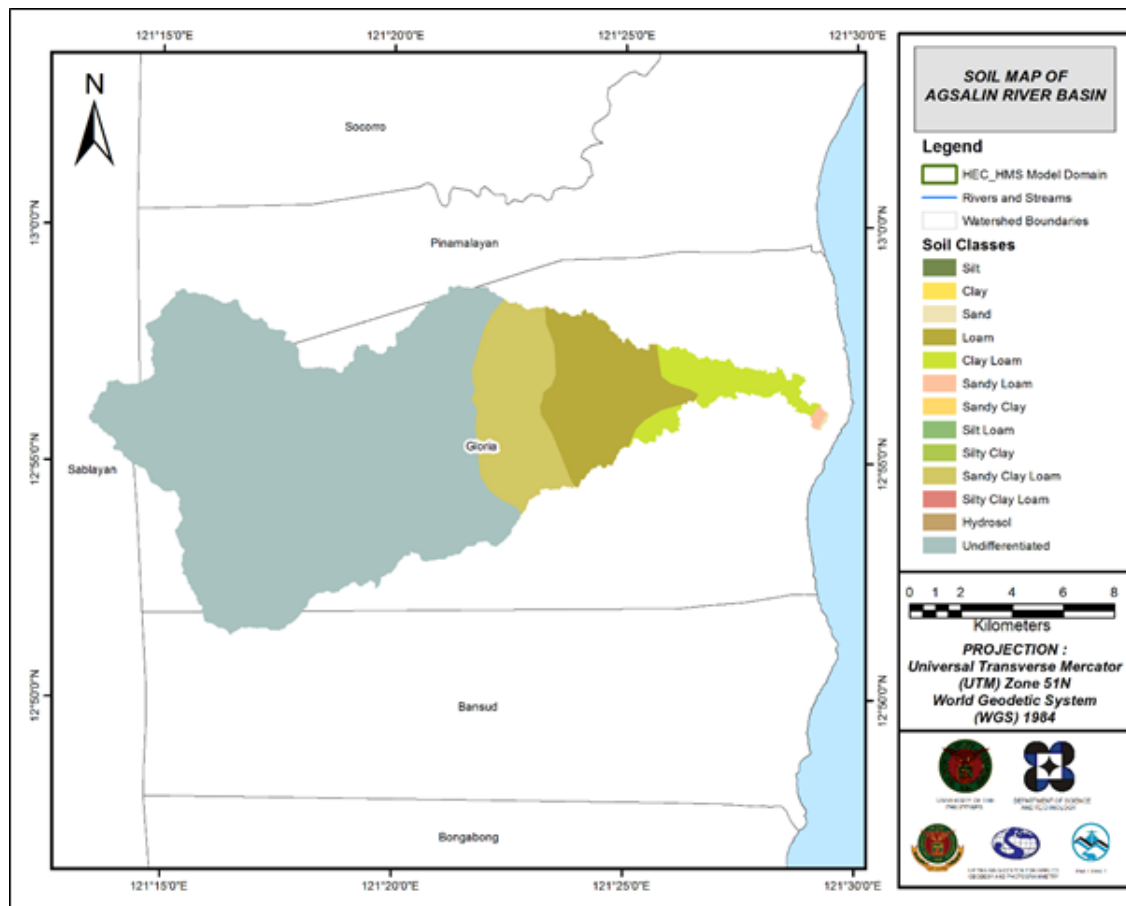 121°15'0"E
121°20'0"E
121°25'0"E
121°30'0"E
N
Socorro
Pinamalayan
Gloria
Sablayan
Bansud
Bongabong
13°0'0"N
12°55'0"N
12°50'0"N
13°0'0"N
12°55'0"N
12°50'0"N
121°15'0"E
121°20'0"E
121°25'0"E
121°30'0"E
SOIL MAP OF
AGSALIN RIVER BASIN
Legend
HEC_HMS Model Domain
Rivers and Streams
Watershed Boundaries
Soil Classes
Silt
Clay
Sand
Loam
Clay Loam
Sandy Loam
Sandy Clay
Silt Loam
Silty Clay
Sandy Clay Loam
Silty Clay Loam
Hydrosol
Undifferentiated
0 1 2 4 6 8
Kilometers
PROJECTION :
Universal Transverse Mercator
(UTM) Zone 51N
World Geodetic System
(WGS) 1984
UNIVERSITY OF THE
PHILIPPINES
DEPARTMENT OF SCIENCE
AND TECHNOLOGY